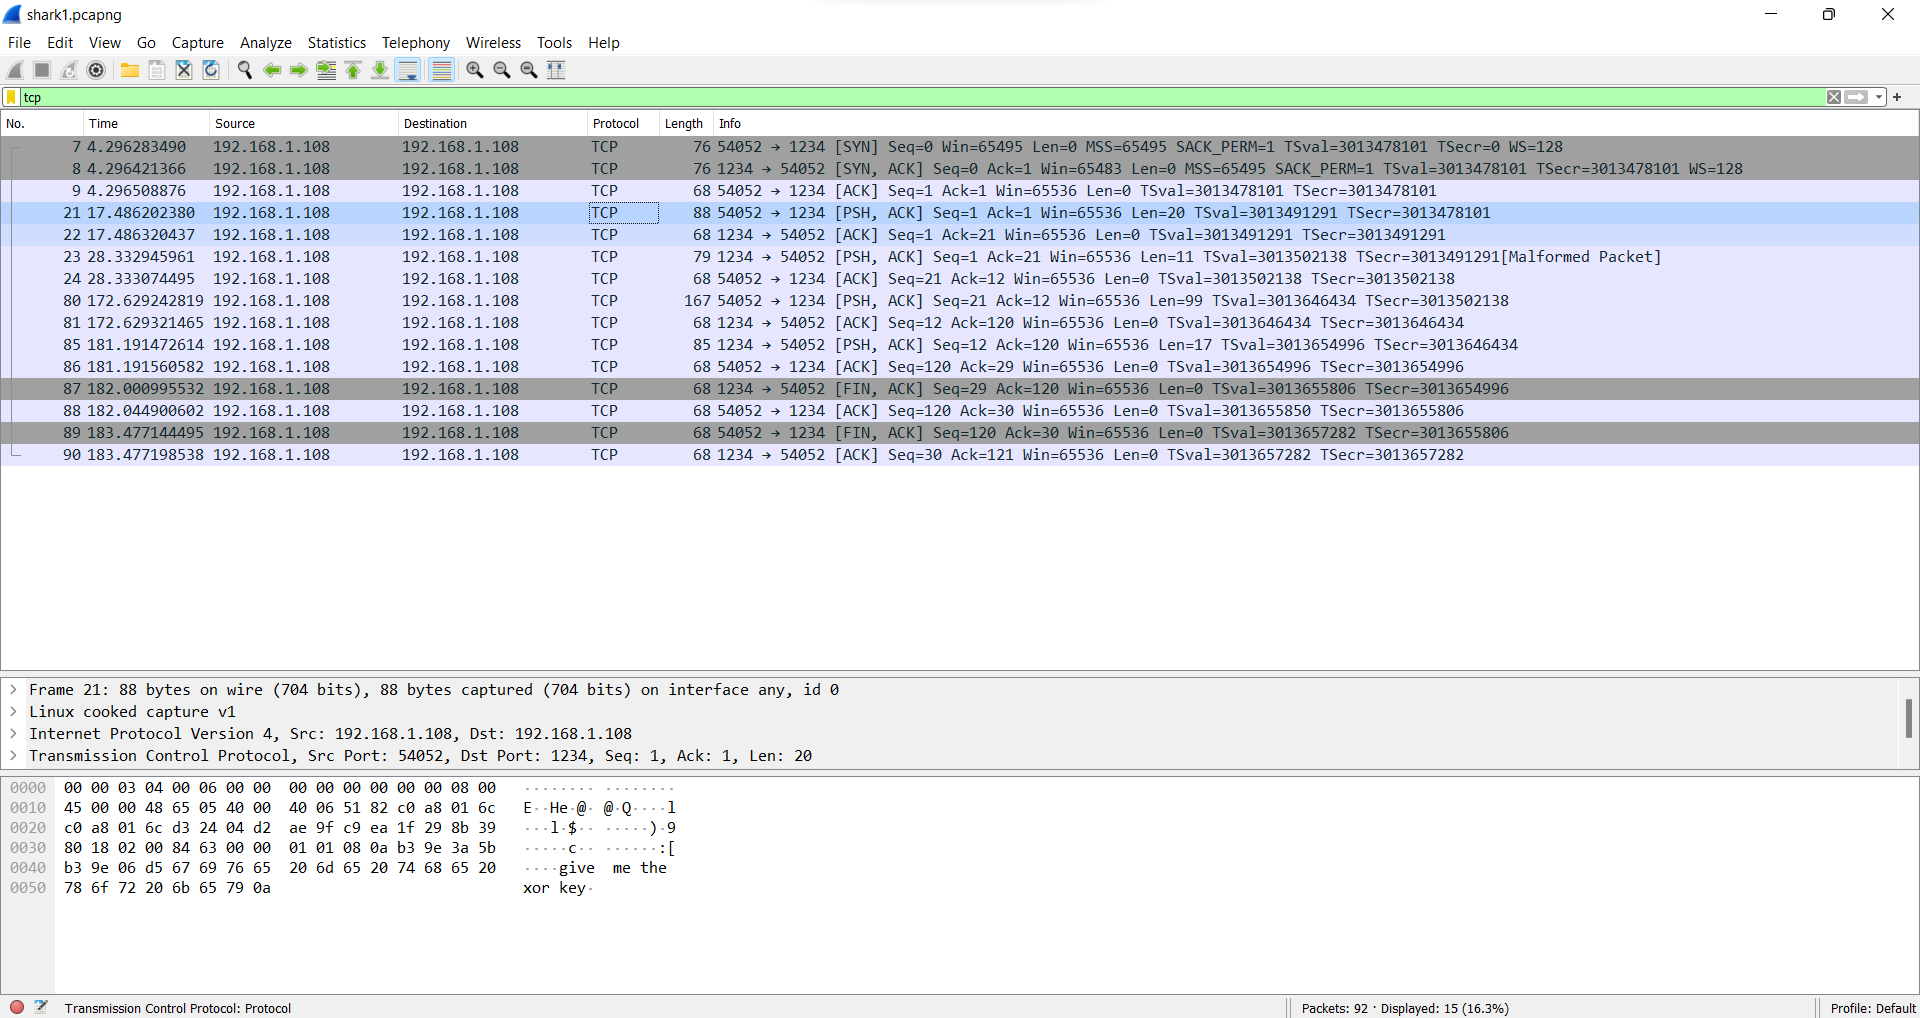 shark1.pcapng
File Edit View Go Capture Analyze Statistics Telephony Wireless Tools Help
tcp
No. Time Source Destination Protocol Length Info
7 4.296283490 192.168.1.108 192.168.1.108 TCP 76 54052 → 1234 [SYN] Seq=0 Win=65495 Len=0 MSS=65495 SACK_PERM=1 TSval=3013478101 TSecr=0 WS=128
8 4.296421366 192.168.1.108 192.168.1.108 TCP 76 1234 → 54052 [SYN, ACK] Seq=0 Ack=1 Win=65483 Len=0 MSS=65495 SACK_PERM=1 TSval=3013478101 TSecr=3013478101 WS=128
9 4.296508876 192.168.1.108 192.168.1.108 TCP 68 54052 → 1234 [ACK] Seq=1 Ack=1 Win=65536 Len=0 TSval=3013478101 TSecr=3013478101
21 17.486202380 192.168.1.108 192.168.1.108 TCP 88 54052 → 1234 [PSH, ACK] Seq=1 Ack=1 Win=65536 Len=20 TSval=3013491291 TSecr=3013478101
22 17.486320437 192.168.1.108 192.168.1.108 TCP 68 1234 → 54052 [ACK] Seq=1 Ack=21 Win=65536 Len=0 TSval=3013491291 TSecr=3013491291
23 28.332945961 192.168.1.108 192.168.1.108 TCP 79 1234 → 54052 [PSH, ACK] Seq=1 Ack=21 Win=65536 Len=11 TSval=3013502138 TSecr=3013491291[Malformed Packet]
24 28.333074495 192.168.1.108 192.168.1.108 TCP 68 54052 → 1234 [ACK] Seq=21 Ack=12 Win=65536 Len=0 TSval=3013502138 TSecr=3013502138
80 172.629242819 192.168.1.108 192.168.1.108 TCP 167 54052 → 1234 [PSH, ACK] Seq=21 Ack=12 Win=65536 Len=99 TSval=3013646434 TSecr=3013502138
81 172.629321465 192.168.1.108 192.168.1.108 TCP 68 1234 → 54052 [ACK] Seq=12 Ack=120 Win=65536 Len=0 TSval=3013646434 TSecr=3013646434
85 181.191472614 192.168.1.108 192.168.1.108 TCP 85 1234 → 54052 [PSH, ACK] Seq=12 Ack=120 Win=65536 Len=17 TSval=3013654996 TSecr=3013646434
86 181.191560582 192.168.1.108 192.168.1.108 TCP 68 54052 → 1234 [ACK] Seq=120 Ack=29 Win=65536 Len=0 TSval=3013654996 TSecr=3013654996
87 182.000995532 192.168.1.108 192.168.1.108 TCP 68 1234 → 54052 [FIN, ACK] Seq=29 Ack=120 Win=65536 Len=0 TSval=3013655806 TSecr=3013654996
88 182.044900602 192.168.1.108 192.168.1.108 TCP 68 54052 → 1234 [ACK] Seq=120 Ack=30 Win=65536 Len=0 TSval=3013655850 TSecr=3013655806
89 183.477144495 192.168.1.108 192.168.1.108 TCP 68 54052 → 1234 [FIN, ACK] Seq=120 Ack=30 Win=65536 Len=0 TSval=3013657282 TSecr=3013655806
90 183.477198538 192.168.1.108 192.168.1.108 TCP 68 1234 → 54052 [ACK] Seq=30 Ack=121 Win=65536 Len=0 TSval=3013657282 TSecr=3013657282
Frame 21: 88 bytes on wire (704 bits), 88 bytes captured (704 bits) on interface any, id 0
Linux cooked capture v1
Internet Protocol Version 4, Src: 192.168.1.108, Dst: 192.168.1.108
Transmission Control Protocol, Src Port: 54052, Dst Port: 1234, Seq: 1, Ack: 1, Len: 20
0000 00 00 03 04 00 06 00 00 00 00 00 00 00 00 08 00 ········ ········
0010 45 00 00 48 65 05 40 00 40 06 51 82 c0 a8 01 6c E··He·@· @·Q····l
0020 c0 a8 01 6c d3 24 04 d2 ae 9f c9 ea 1f 29 8b 39 ···l·$·· ·····)·9
0030 80 18 02 00 84 63 00 00 01 01 08 0a b3 9e 3a 5b ·····c·· ······:[
0040 b3 9e 06 d5 67 69 76 65 20 6d 65 20 74 68 65 20 ····give me the
0050 78 6f 72 20 6b 65 79 0a xor key·
Transmission Control Protocol: Protocol
Packets: 92 · Displayed: 15 (16.3%)
Profile: Default